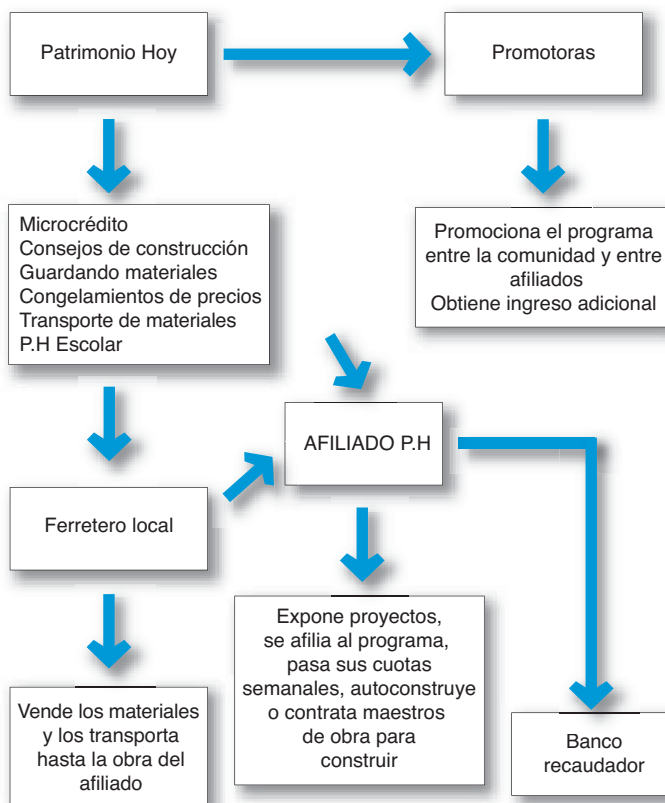 Patrimonio Hoy
Promotoras
Microcrédito
Consejos de construcción
Guardando materiales
Congelamientos de precios
Transporte de materiales
P.H Escolar
Promociona el programa
entre la comunidad y entre
afiliados
Obtiene ingreso adicional
AFILIADO P.H
Ferretero local
Expone proyectos,
se afilia al programa,
pasa sus cuotas
semanales, autoconstruye
o contrata maestros
de obra para
construir
Vende los materiales
y los transporta
hasta la obra del
afiliado
Banco
recaudador